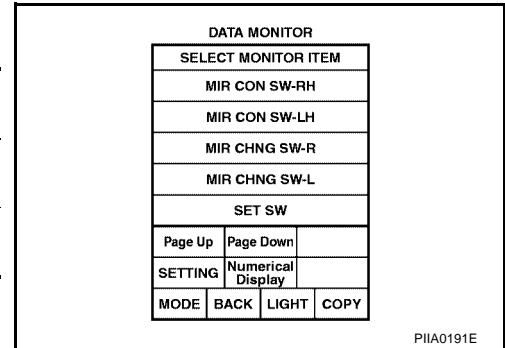 DATA MONITOR
SELECT MONITOR ITEM
MIR CON SW-RH
MIR CON SW-LH
MIR CHNG SW-R
MIR CHNG SW-L
SET SW
Page Up Page Down
SETTING Numerical Display
MODE BACK LIGHT COPY
PIIA0191E